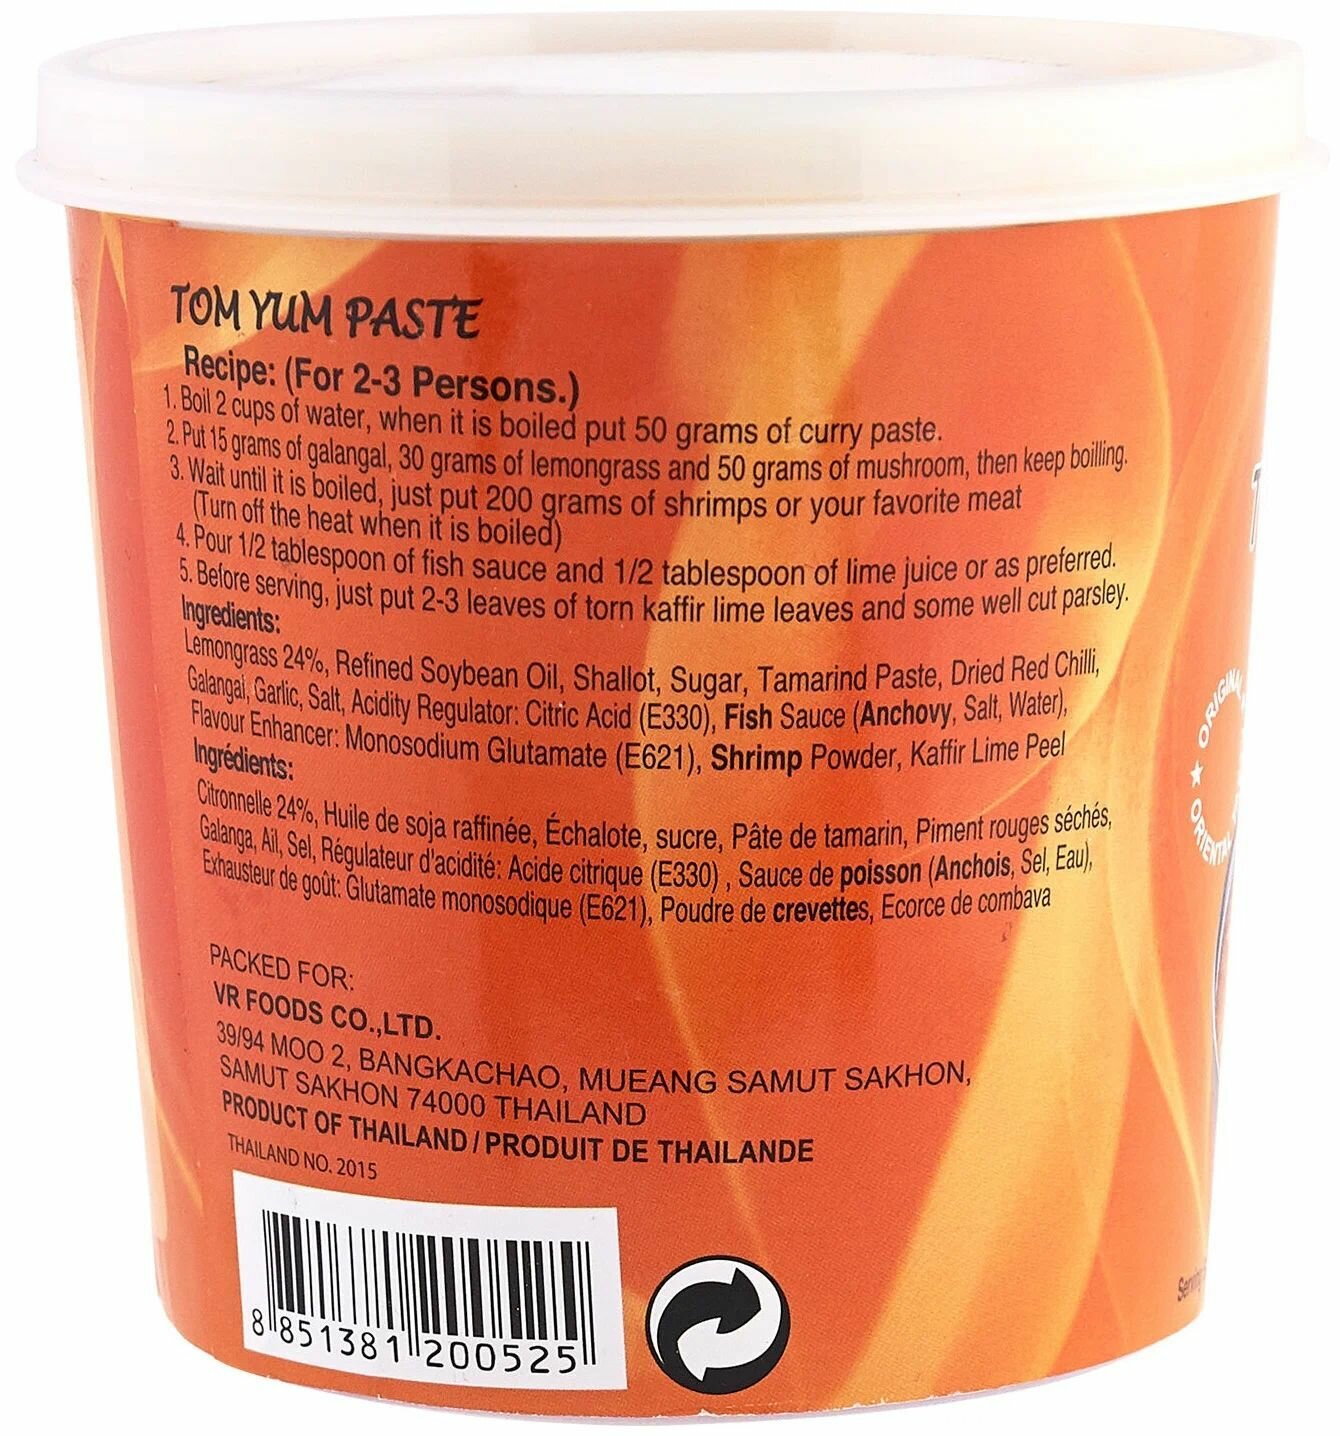 TOM YUM PASTE
Recipe: (For 2-3 Persons.)
1. Boil 2 cups of water, when it is boiled put 50 grams of curry paste.
2. Put 15 grams of galangal, 30 grams of lemongrass and 50 grams of mushroom, then keep boilling.
3. Wait until it is boiled, just put 200 grams of shrimps or your favorite meat
(Turn off the heat when it is boiled)
4. Pour 1/2 tablespoon of fish sauce and 1/2 tablespoon of lime juice or as preferred.
5. Before serving, just put 2-3 leaves of torn kaffir lime leaves and some well cut parsley.
Ingredients:
Lemongrass 24%, Refined Soybean Oil, Shallot, Sugar, Tamarind Paste, Dried Red Chilli,
Galangal, Garlic, Salt, Acidity Regulator: Citric Acid (E330), Fish Sauce (Anchovy, Salt, Water),
Flavour Enhancer: Monosodium Glutamate (E621), Shrimp Powder, Kaffir Lime Peel
Ingrédients:
Citronnelle 24%, Huile de soja raffinée, Échalote, sucre, Pâte de tamarin, Piment rouges séchés,
Galanga, Ail, Sel, Régulateur d'acidité: Acide citrique (E330) , Sauce de poisson (Anchois, Sel, Eau),
Exhausteur de goût: Glutamate monosodique (E621), Poudre de crevettes, Ecorce de combava
PACKED FOR:
VR FOODS CO.,LTD.
39/94 MOO 2, BANGKACHAO, MUEANG SAMUT SAKHON,
SAMUT SAKHON 74000 THAILAND
PRODUCT OF THAILAND / PRODUIT DE THAILANDE
THAILAND NO. 2015
8 851381 200525
ORIGINAL
ORIENTAL